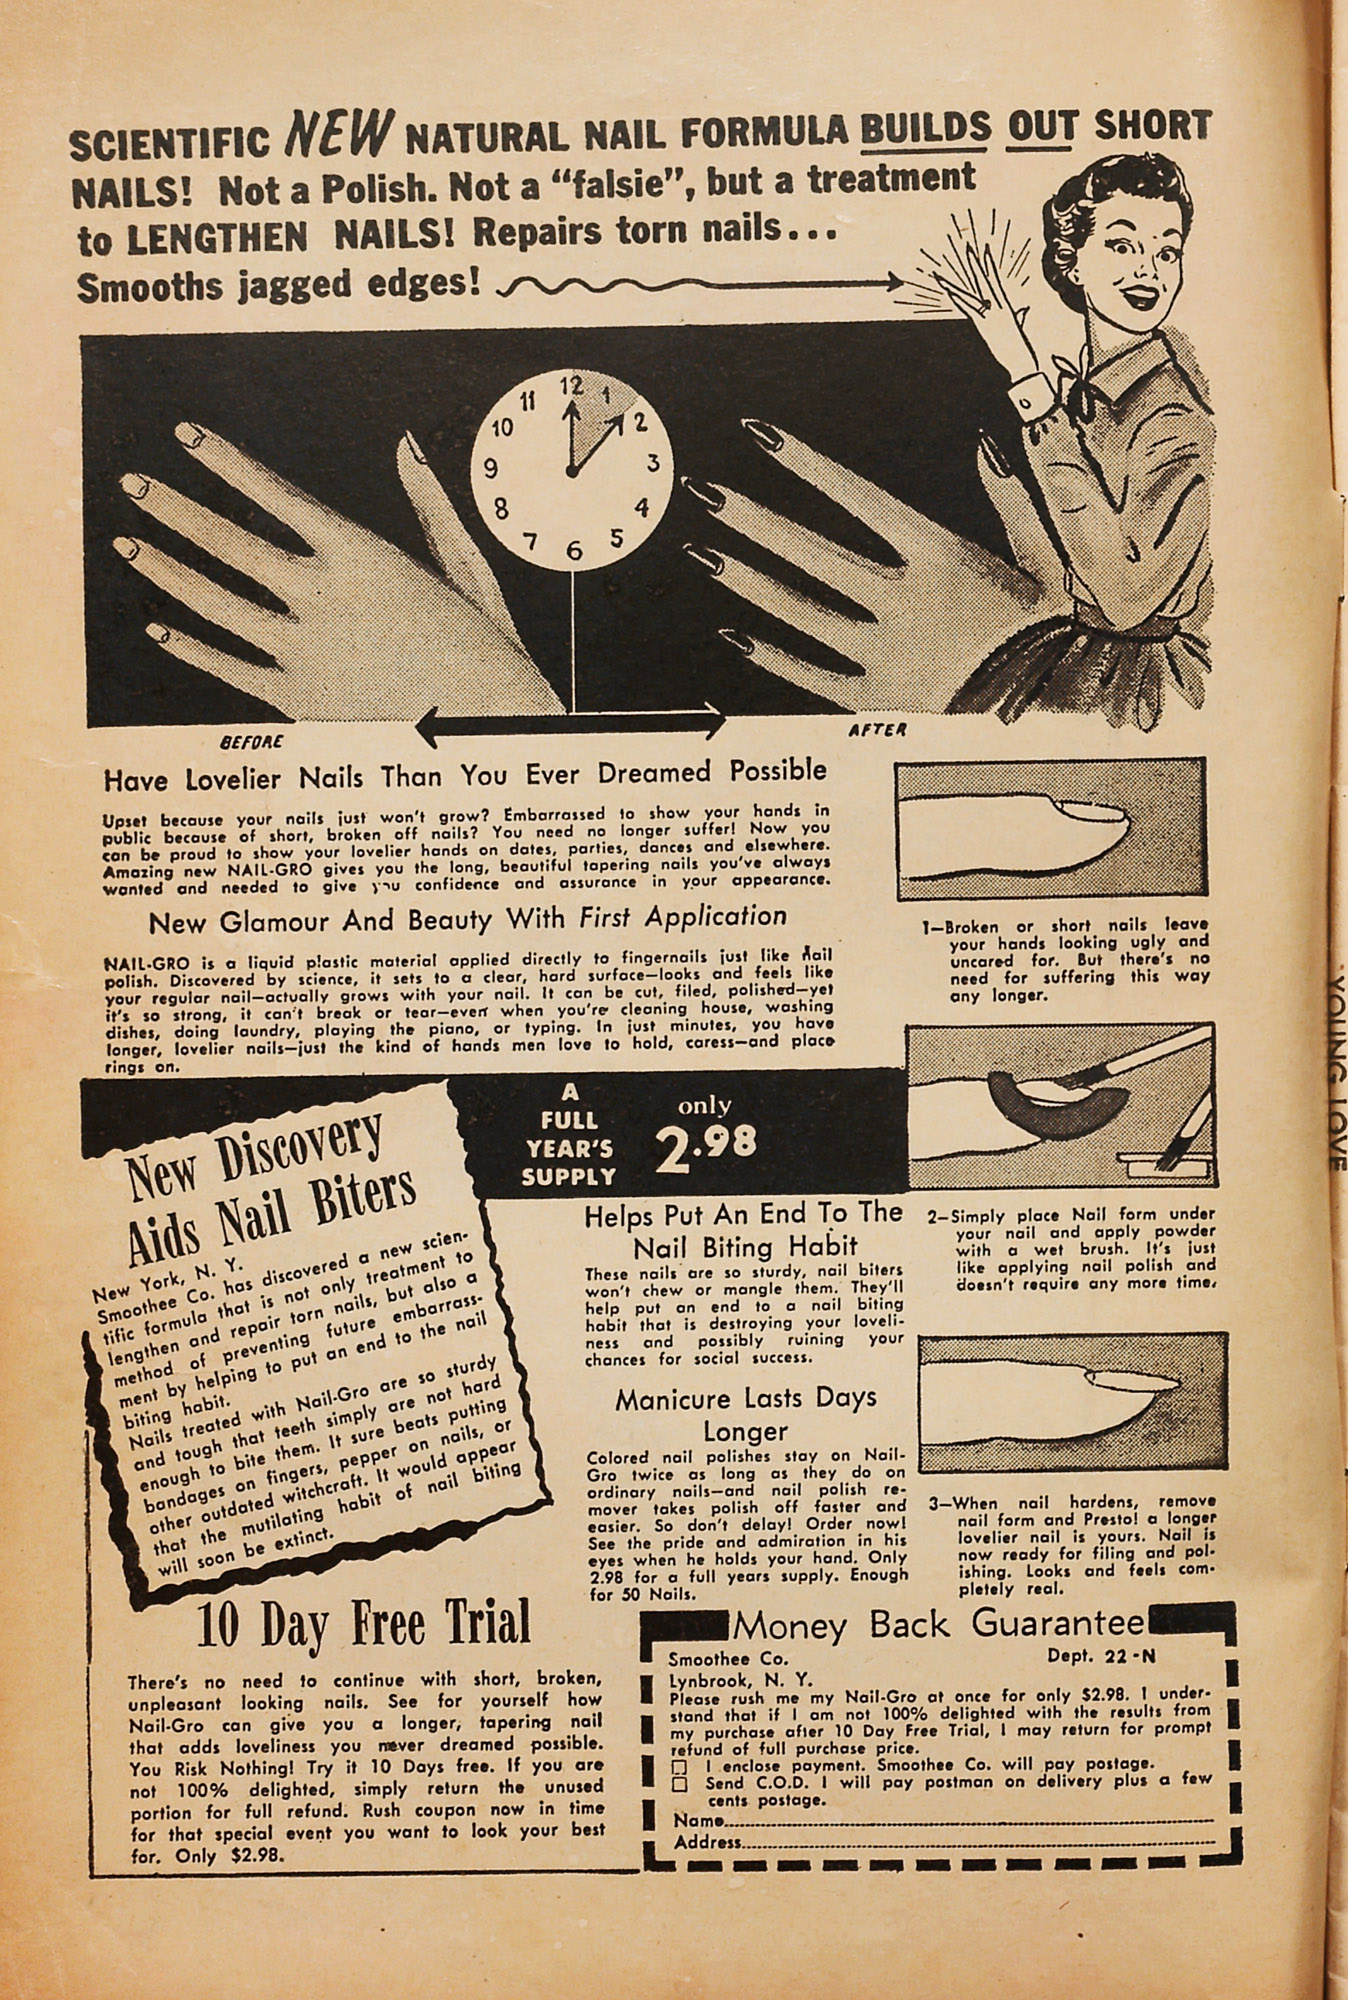 SCIENTIFIC NEW NATURAL NAIL FORMULA BUILDS OUT SHORT
NAILS! Not a Polish. Not a "falsie", but a treatment
to LENGTHEN NAILS! Repairs torn nails...
Smooths jagged edges!
12
1
2
3
4
5
6
7
8
9
10
11
BEFORE
AFTER
Have Lovelier Nails Than You Ever Dreamed Possible
Upset because your nails just won't grow? Embarrassed to show your hands in
public because of short, broken off nails? You need no longer suffer! Now you
can be proud to show your lovelier hands on dates, parties, dances and elsewhere.
Amazing new NAIL-GRO gives you the long, beautiful tapering nails you've always
wanted and needed to give you confidence and assurance in your appearance.
New Glamour And Beauty With First Application
NAIL-GRO is a liquid plastic material applied directly to fingernails just like nail
polish. Discovered by science, it sets to a clear, hard surface—looks and feels like
your regular nail—actually grows with your nail. It can be cut, filed, polished—yet
it's so strong, it can't break or tear—even when you're cleaning house, washing
dishes, doing laundry, playing the piano, or typing. In just minutes, you have
longer, lovelier nails—just the kind of hands men love to hold, caress—and place
rings on.
1—Broken or short nails leave
your hands looking ugly and
uncared for. But there's no
need for suffering this way
any longer.
A
FULL
YEAR'S
SUPPLY
only
2.98
New Discovery
Aids Nail Biters
New York, N. Y.
Smoothee Co. has discovered a new scien-
tific formula that is not only treatment to
lengthen and repair torn nails, but also a
method of preventing future embarrass-
ment by helping to put an end to the nail
biting habit.
Nails treated with Nail-Gro are so sturdy
and tough that teeth simply are not hard
enough to bite them. It sure beats putting
bandages on fingers, pepper on nails, or
other outdated witchcraft. It would appear
that the mutilating habit of nail biting
will soon be extinct.
Helps Put An End To The
Nail Biting Habit
These nails are so sturdy, nail biters
won't chew or mangle them. They'll
help put an end to a nail biting
habit that is destroying your loveli-
ness and possibly ruining your
chances for social success.
Manicure Lasts Days
Longer
Colored nail polishes stay on Nail-
Gro twice as long as they do on
ordinary nails—and nail polish re-
mover takes polish off faster and
easier. So don't delay! Order now!
See the pride and admiration in his
eyes when he holds your hand. Only
2.98 for a full years supply. Enough
for 50 Nails.
2—Simply place Nail form under
your nail and apply powder
with a wet brush. It's just
like applying nail polish and
doesn't require any more time.
3—When nail hardens, remove
nail form and Presto! a longer
lovelier nail is yours. Nail is
now ready for filing and pol-
ishing. Looks and feels com-
pletely real.
10 Day Free Trial
There's no need to continue with short, broken,
unpleasant looking nails. See for yourself how
Nail-Gro can give you a longer, tapering nail
that adds loveliness you never dreamed possible.
You Risk Nothing! Try it 10 Days free. If you are
not 100% delighted, simply return the unused
portion for full refund. Rush coupon now in time
for that special event you want to look your best
for. Only $2.98.
Money Back Guarantee
Smoothee Co. Dept. 22-N
Lynbrook, N. Y.
Please rush me my Nail-Gro at once for only $2.98. I under-
stand that if I am not 100% delighted with the results from
my purchase after 10 Day Free Trial, I may return for prompt
refund of full purchase price.
I enclose payment. Smoothee Co. will pay postage.
Send C.O.D. I will pay postman on delivery plus a few
cents postage.
Name
Address
YOUNG LOVE